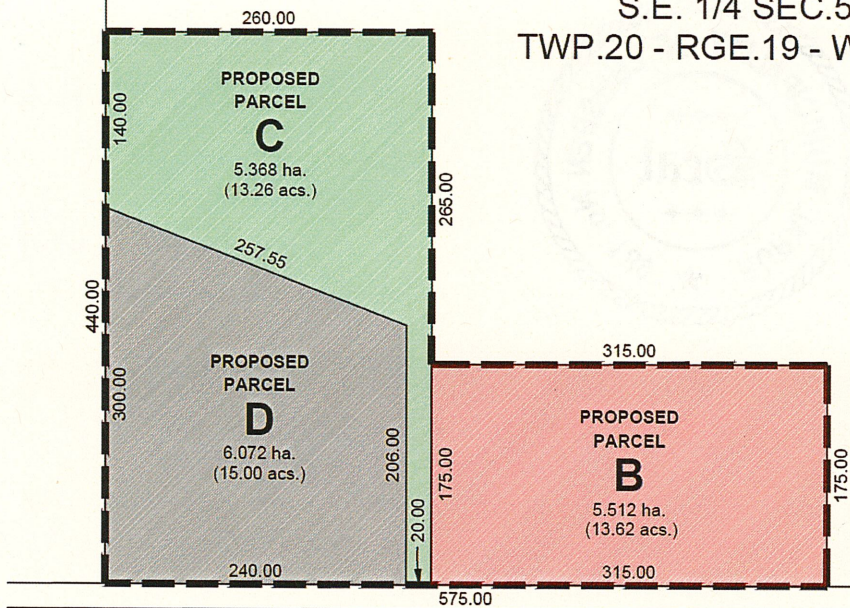 S.E. 1/4 SEC.5
TWP.20 - RGE.19 - W
260.00
PROPOSED
PARCEL
C
5.368 ha.
(13.26 acs.)
140.00
265.00
257.55
440.00
300.00
PROPOSED
PARCEL
D
6.072 ha.
(15.00 acs.)
206.00
20.00
175.00
240.00
315.00
PROPOSED
PARCEL
B
5.512 ha.
(13.62 acs.)
175.00
315.00
575.00